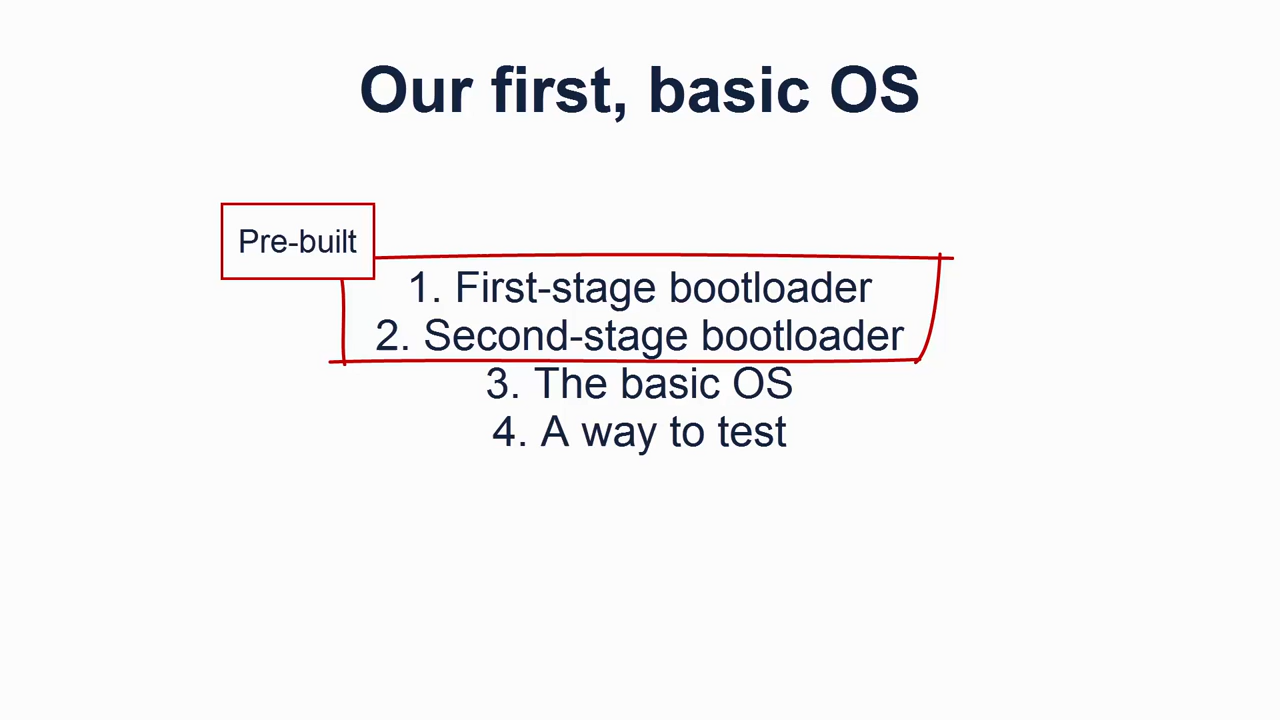 Our first, basic OS
Pre-built
1. First-stage bootloader
2. Second-stage bootloader
3. The basic OS
4. A way to test